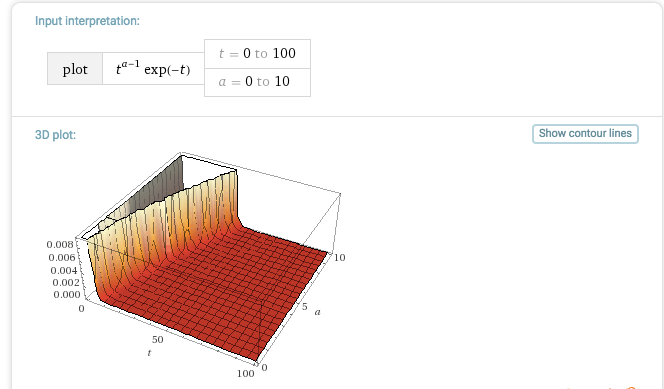 Input interpretation:
plot t^(a−1) exp(−t) t = 0 to 100
a = 0 to 10
3D plot:
Show contour lines
0.008
0.006
0.004
0.002
0.000
0
50
t
100
0
5
a
10